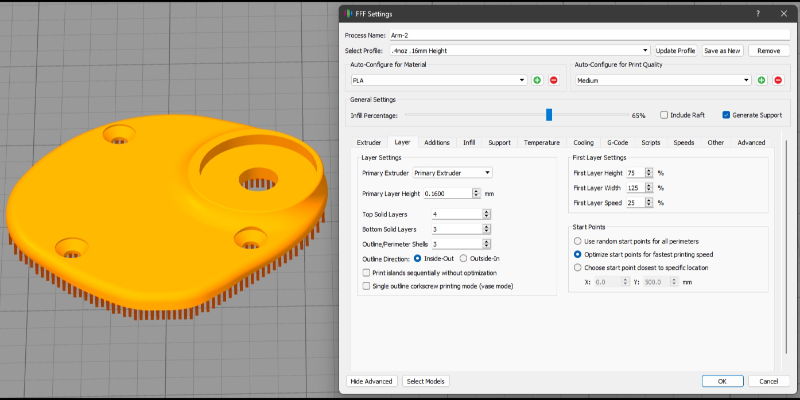 FFF Settings
Process Name: Arm-2
Select Profile: .4noz .16mm Height Update Profile Save as New Remove
Auto-Configure for Material Auto-Configure for Print Quality
PLA Medium
General Settings
Infill Percentage: 65% Include Raft Generate Support
Extruder Layer Additions Infill Support Temperature Cooling G-Code Scripts Speeds Other Advanced
Layer Settings First Layer Settings
Primary Extruder Primary Extruder First Layer Height 75 %
Primary Layer Height 0.1600 mm First Layer Width 125 %
First Layer Speed 25 %
Top Solid Layers 4
Bottom Solid Layers 3 Start Points
Outline/Perimeter Shells 3 Use random start points for all perimeters
Outline Direction: Inside-Out Outside-In Optimize start points for fastest printing speed
Print islands sequentially without optimization Choose start point closest to specific location
Single outline corkscrew printing mode (vase mode) X: 0.0 Y: 500.0 mm
Hide Advanced Select Models OK Cancel